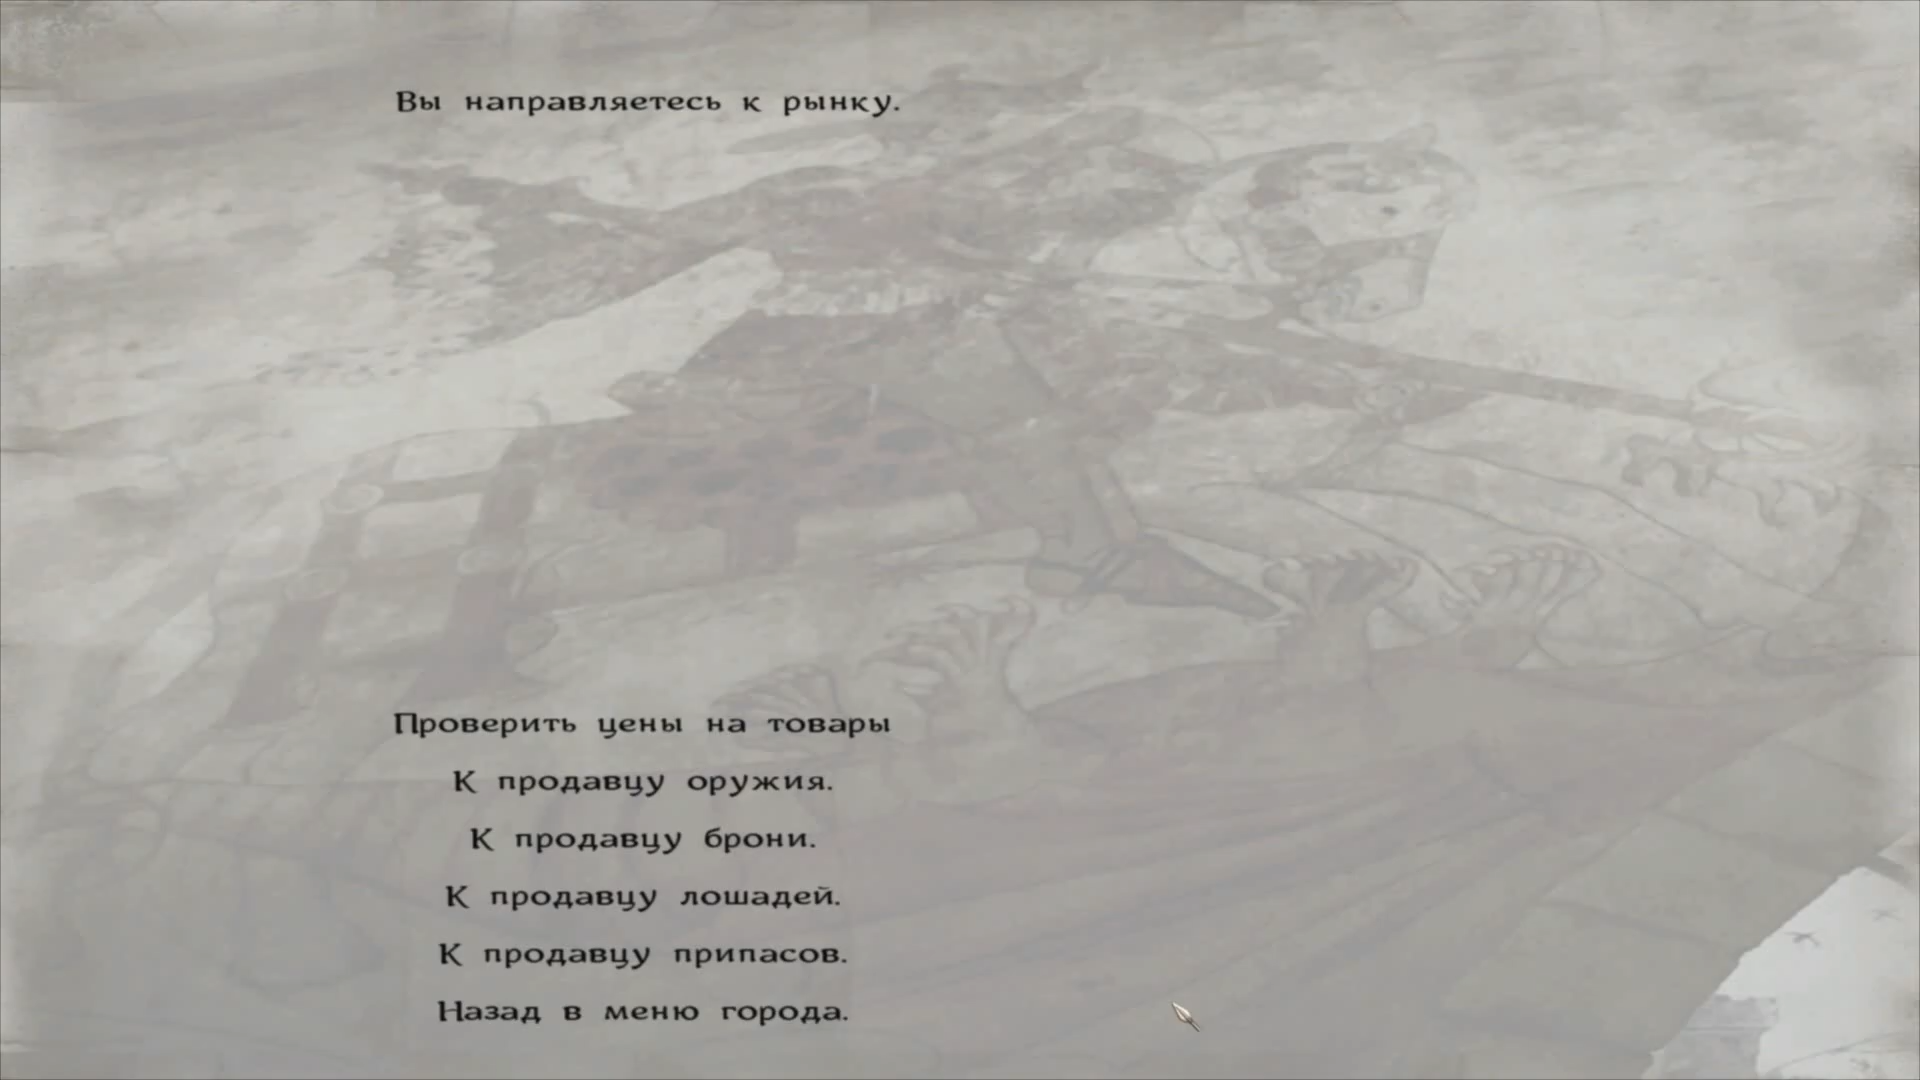 Вы направляетесь к рынку.
Проверить цены на товары
К продавцу оружия.
К продавцу брони.
К продавцу лошадей.
К продавцу припасов.
Назад в меню города.